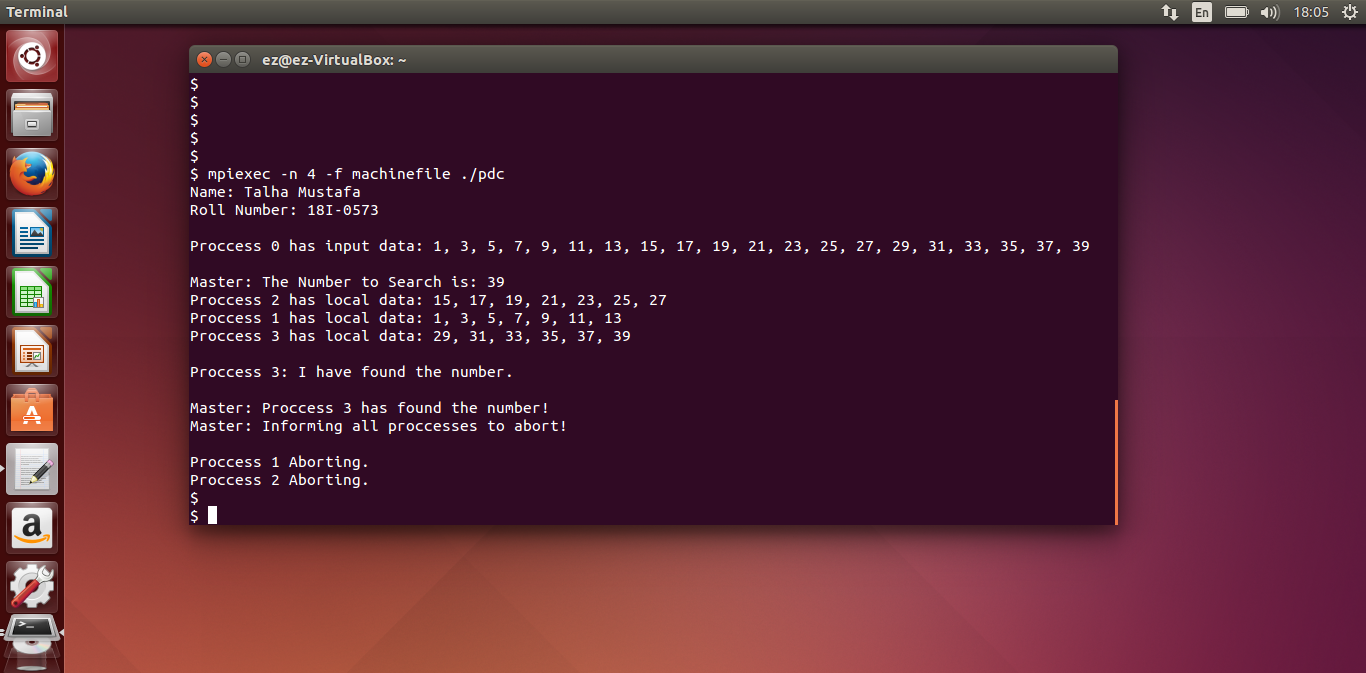 Terminal
En
18:05
ez@ez-VirtualBox: ~
$
$
$
$
$
$ mpiexec -n 4 -f machinefile ./pdc
Name: Talha Mustafa
Roll Number: 18I-0573
Proccess 0 has input data: 1, 3, 5, 7, 9, 11, 13, 15, 17, 19, 21, 23, 25, 27, 29, 31, 33, 35, 37, 39
Master: The Number to Search is: 39
Proccess 2 has local data: 15, 17, 19, 21, 23, 25, 27
Proccess 1 has local data: 1, 3, 5, 7, 9, 11, 13
Proccess 3 has local data: 29, 31, 33, 35, 37, 39
Proccess 3: I have found the number.
Master: Proccess 3 has found the number!
Master: Informing all proccesses to abort!
Proccess 1 Aborting.
Proccess 2 Aborting.
$
$